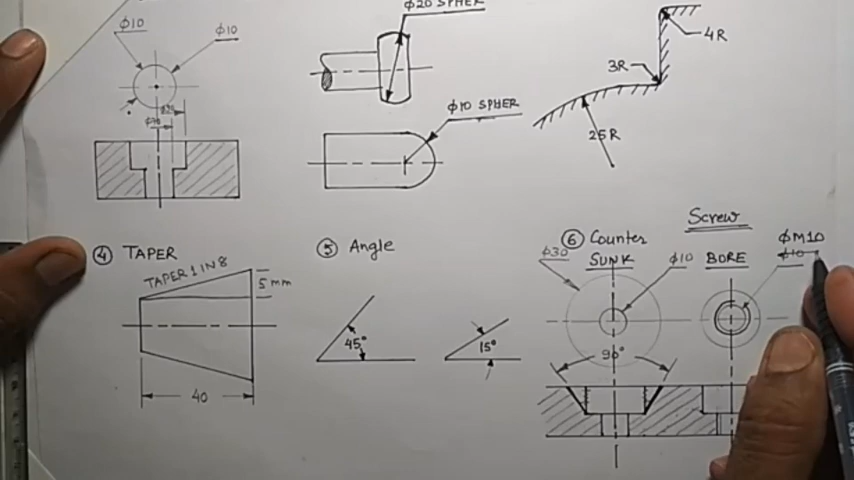 φ20 SPHER
φ10
φ10
4R
3R
φ10 SPHER
25R
Screw
④ TAPER
⑤ Angle
⑥ Counter
φM10
φ30
SUNK
φ10
BORE
φ10
TAPER 1 IN 8
5 mm
45°
15°
90°
40